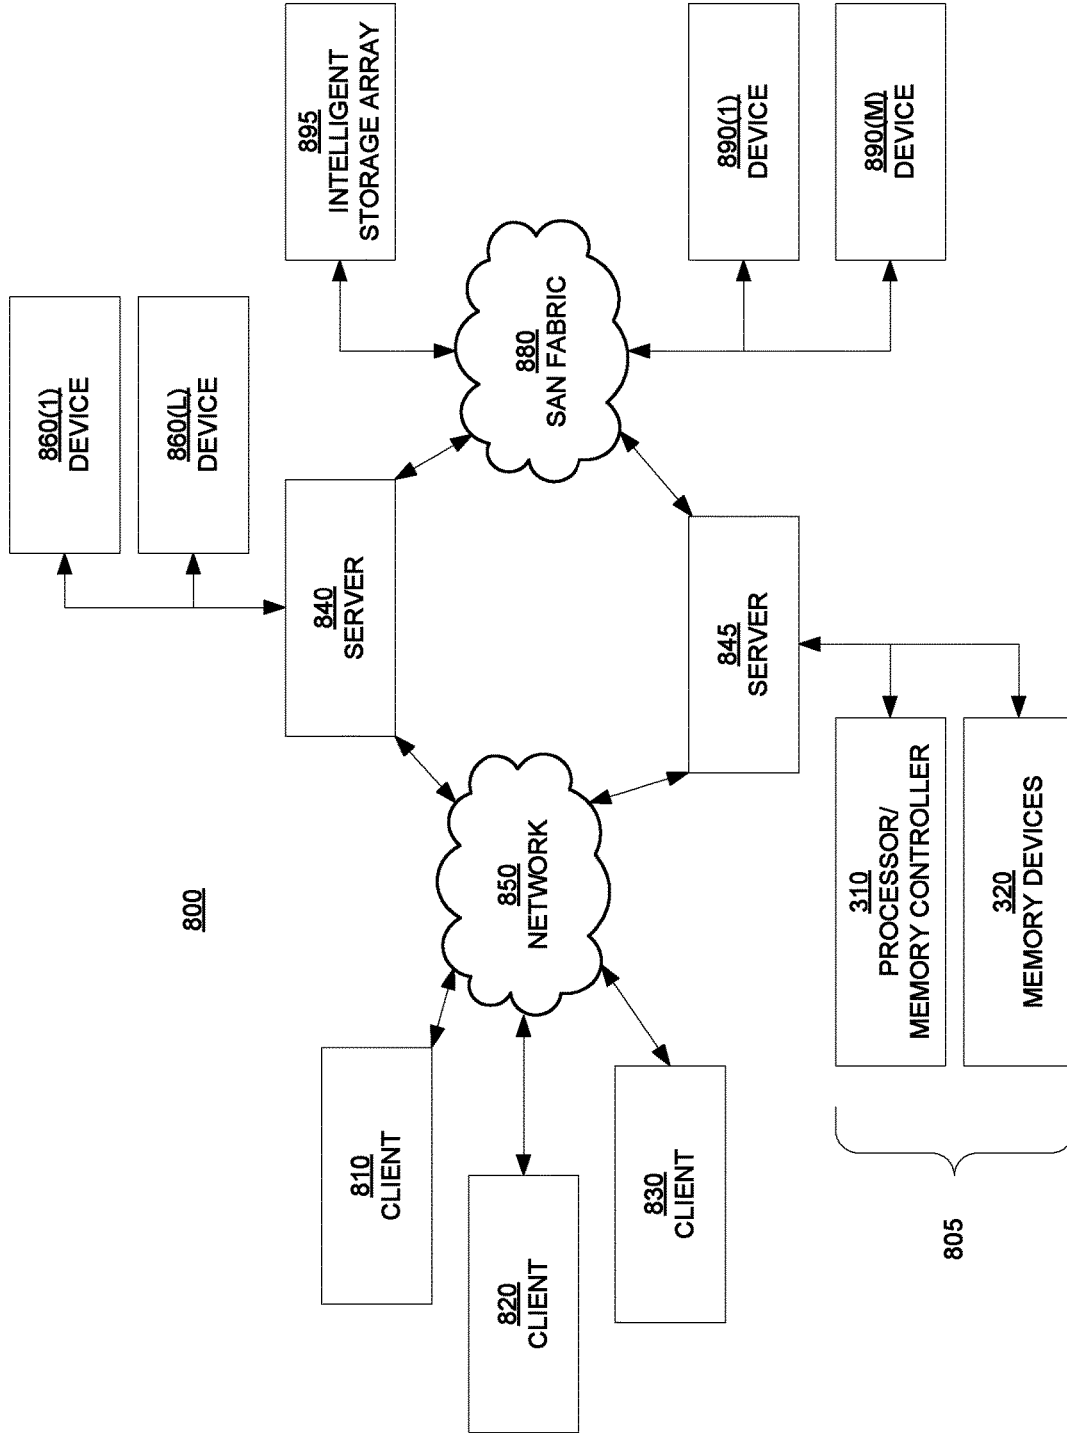 800
860(1)
DEVICE
860(L)
DEVICE
895
INTELLIGENT
STORAGE ARRAY
810
CLIENT
840
SERVER
820
CLIENT
850
NETWORK
880
SAN FABRIC
830
CLIENT
845
SERVER
890(1)
DEVICE
890(M)
DEVICE
310
PROCESSOR/
MEMORY CONTROLLER
320
MEMORY DEVICES
805